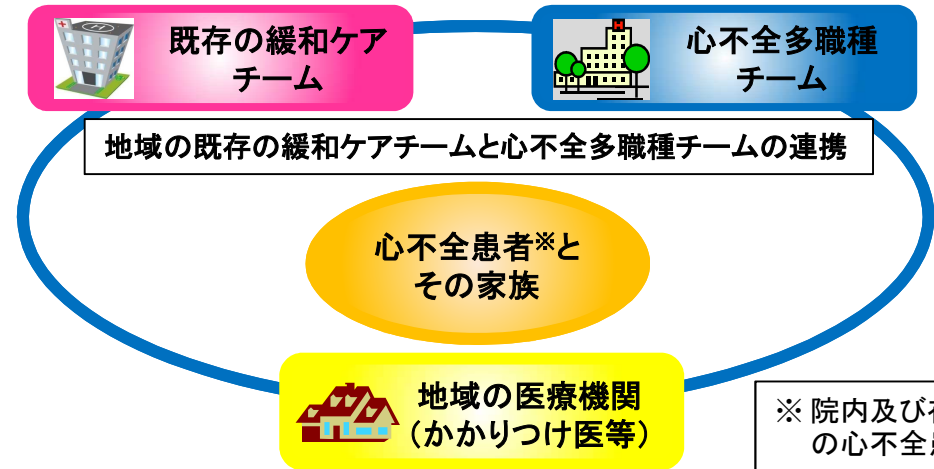 既存の緩和ケア
チーム
心不全多職種
チーム
地域の既存の緩和ケアチームと心不全多職種チームの連携
心不全患者※と
その家族
地域の医療機関
（かかりつけ医等）
※ 院内及び
の心不全
H
H